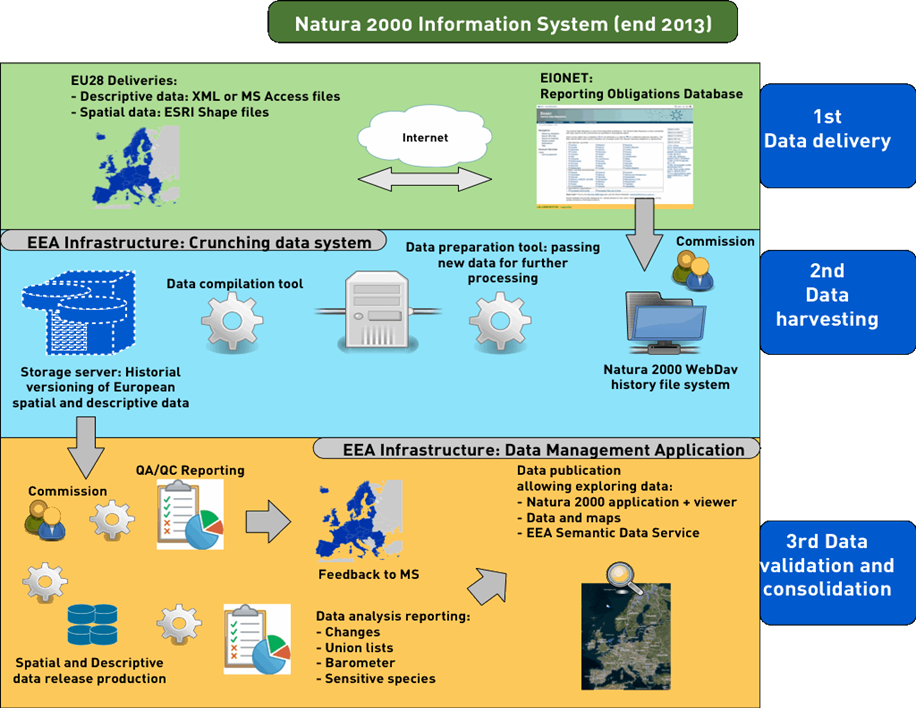 Natura 2000 Information System (end 2013)
EU28 Deliveries:
- Descriptive data: XML or MS Access files
- Spatial data: ESRI Shape files
Internet
EIONET:
Reporting Obligations Database
1st
Data delivery
EEA Infrastructure: Crunching data system
Data compilation tool
Data preparation tool: passing
new data for further
processing
Commission
2nd
Data
harvesting
Storage server: Historial
versioning of European
spatial and descriptive data
Natura 2000 WebDav
history file system
EEA Infrastructure: Data Management Application
Commission
QA/QC Reporting
Feedback to MS
Data publication
allowing exploring data:
- Natura 2000 application + viewer
- Data and maps
- EEA Semantic Data Service
3rd Data
validation and
consolidation
Spatial and Descriptive
data release production
Data analysis reporting:
- Changes
- Union lists
- Barometer
- Sensitive species